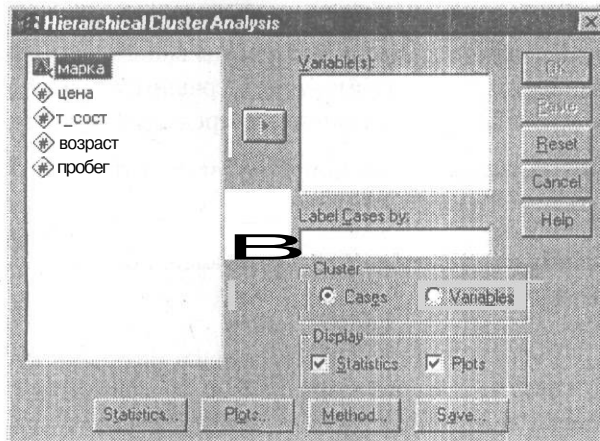 Hierarchical Cluster Analysis
марка
цена
т_сост
возраст
пробег
Variable(s):
OK
Paste
Reset
Cancel
Help
Label Cases by:
В
Cluster
Cases
Variables
Display
Statistics
Plots
Statistics...
Plots...
Method...
Save...